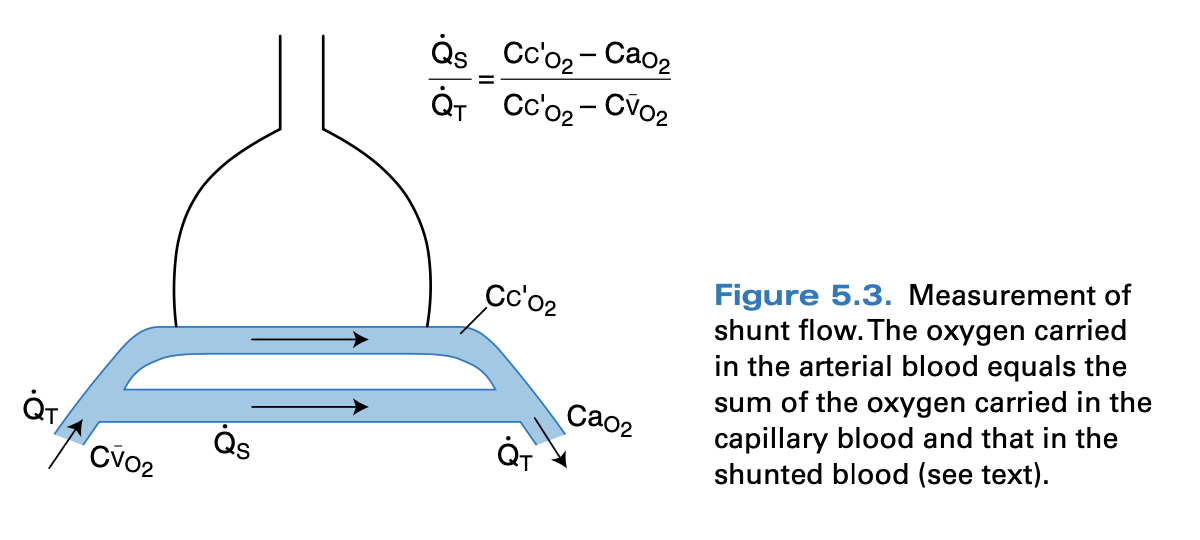 Q̇S / Q̇T = (Cc'O2 – CaO2) / (Cc'O2 – Cv̄O2)
Cc'O2
Q̇T
Cv̄O2
Q̇S
Q̇T
CaO2
Figure 5.3. Measurement of
shunt flow. The oxygen carried
in the arterial blood equals the
sum of the oxygen carried in the
capillary blood and that in the
shunted blood (see text).